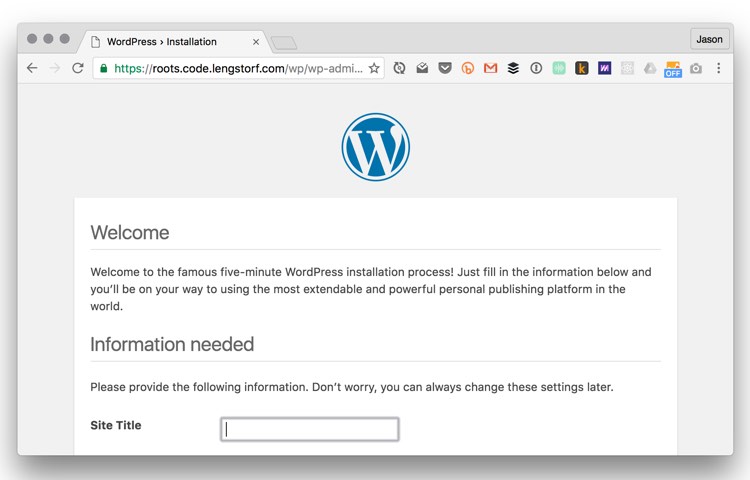 WordPress › Installation
Jason
https://roots.code.lengstorf.com/wp/wp-admi...
OFF
Welcome
Welcome to the famous five-minute WordPress installation process! Just fill in the information below and
you’ll be on your way to using the most extendable and powerful personal publishing platform in the
world.
Information needed
Please provide the following information. Don’t worry, you can always change these settings later.
Site Title